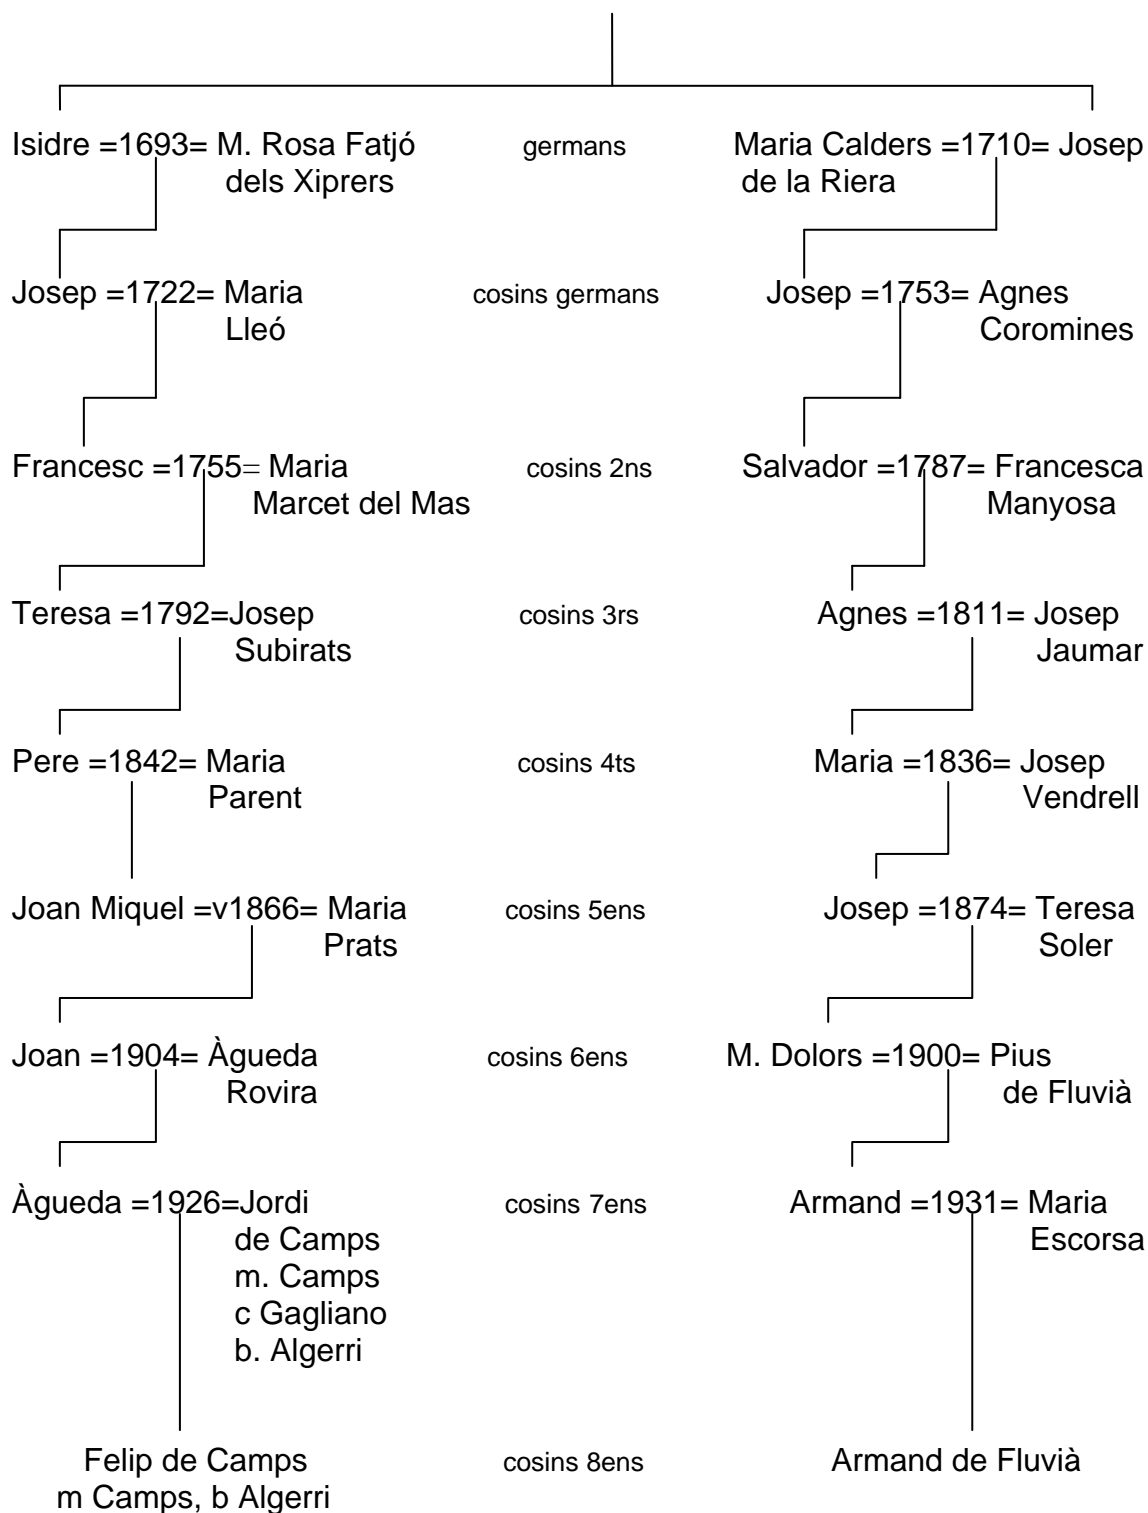 Isidre =1693= M. Rosa Fatjó germans Maria Calders =1710= Josep
dels Xiprers de la Riera
Josep =1722= Maria cosins germans Josep =1753= Agnes
Lleó Coromines
Francesc =1755= Maria cosins 2ns Salvador =1787= Francesca
Marcet del Mas Manyosa
Teresa =1792=Josep cosins 3rs Agnes =1811= Josep
Subirats Jaumar
Pere =1842= Maria cosins 4ts Maria =1836= Josep
Parent Vendrell
Joan Miquel =v1866= Maria cosins 5ens Josep =1874= Teresa
Prats Soler
Joan =1904= Àgueda cosins 6ens M. Dolors =1900= Pius
Rovira de Fluvià
Àgueda =1926=Jordi cosins 7ens Armand =1931= Maria
de Camps Escorsa
m. Camps
c Gagliano
b. Algerri
Felip de Camps cosins 8ens Armand de Fluvià
m Camps, b Algerri